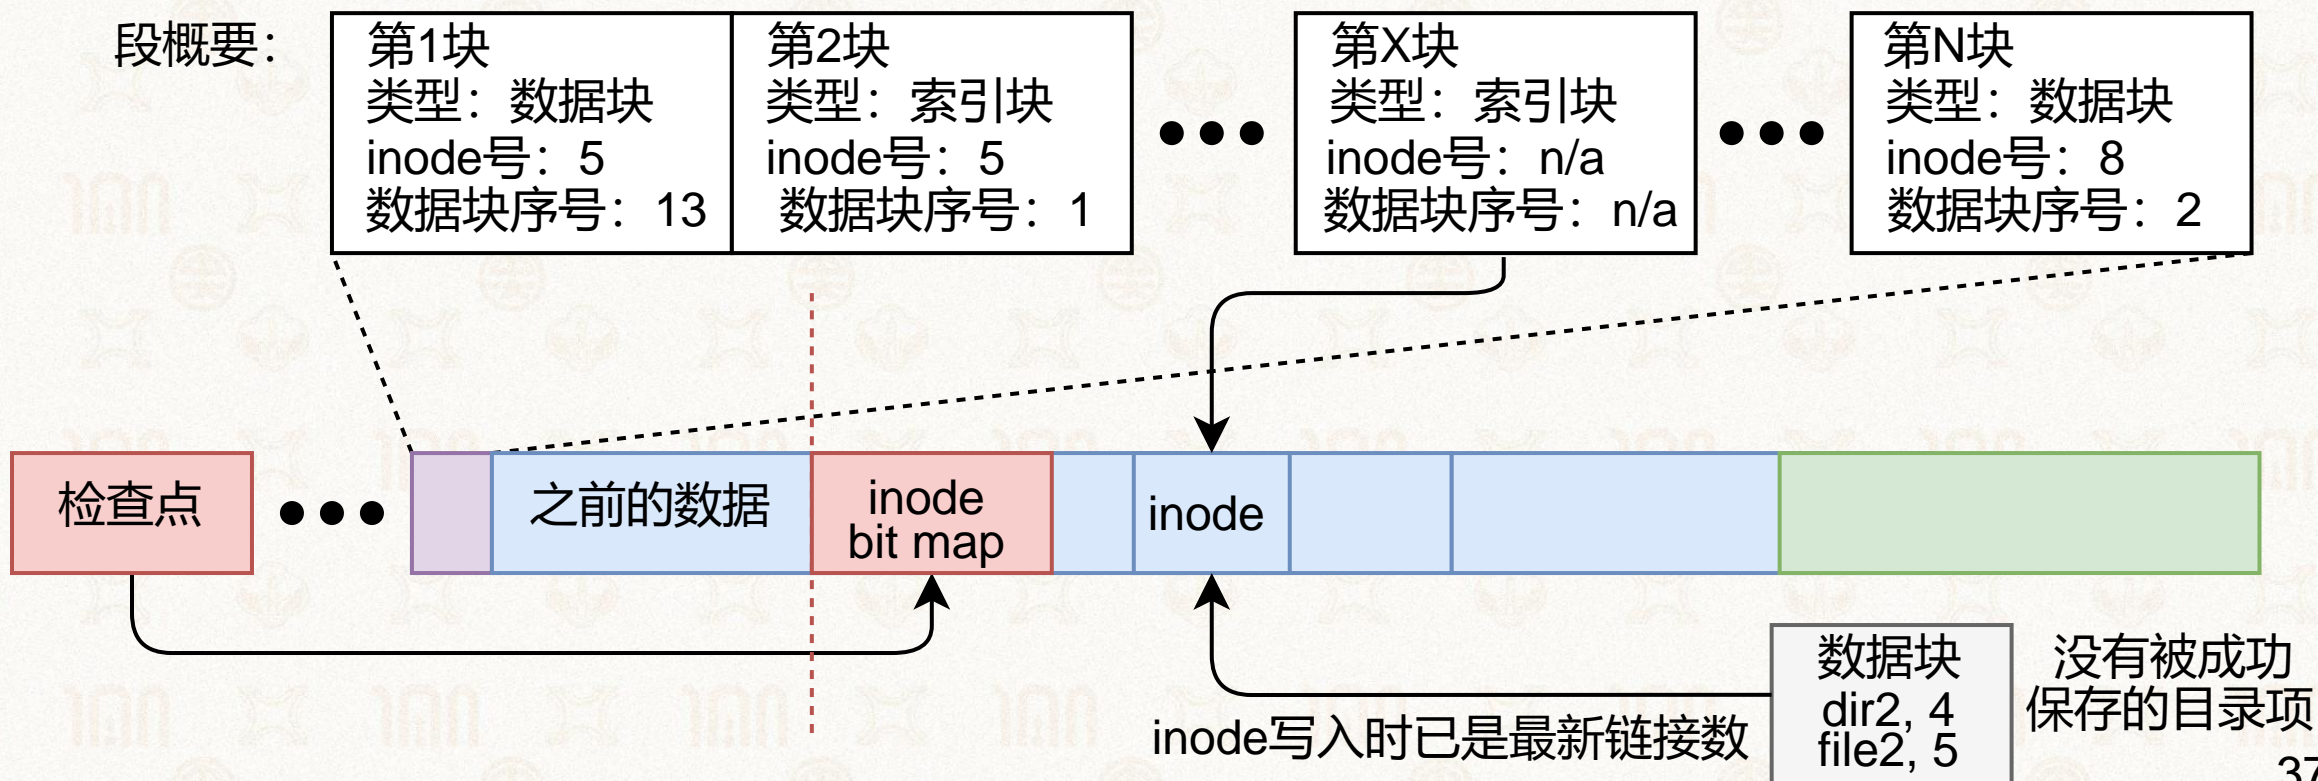 段概要：
第1块
类型：数据块
inode号：5
数据块序号：13
第2块
类型：索引块
inode号：5
数据块序号：1
第X块
类型：索引块
inode号：n/a
数据块序号：n/a
第N块
类型：数据块
inode号：8
数据块序号：2
检查点
之前的数据
inode
bit map
inode
inode写入时已是最新链接数
数据块
dir2, 4
file2, 5
没有被成功
保存的目录项
37